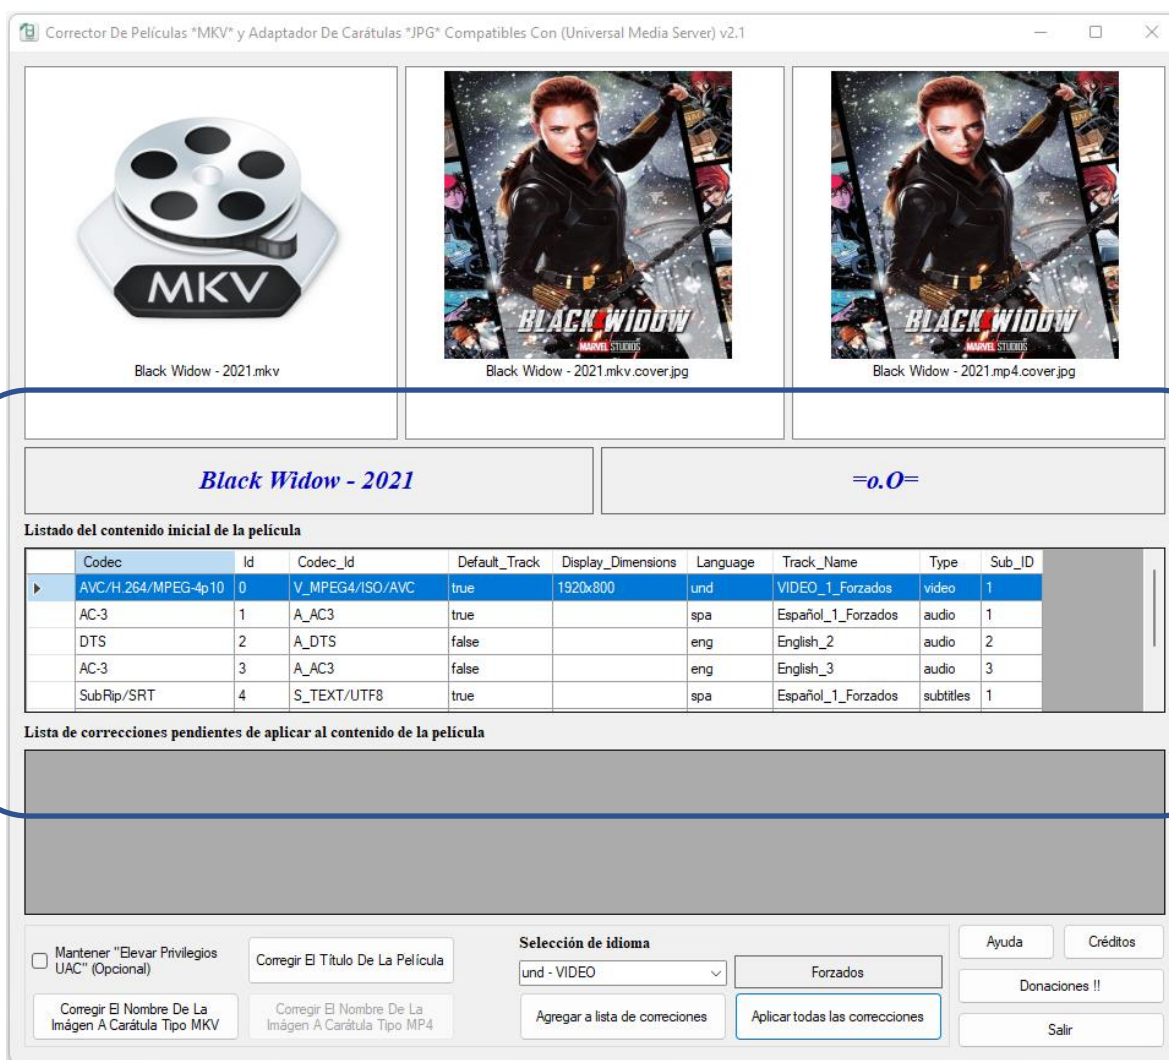 Corrector De Películas *MKV* y Adaptador De Carátulas *JPG* Compatibles Con (Universal Media Server) v2.1
MKV
BLACK WIDOW
MARVEL STUDIOS
BLACK WIDOW
MARVEL STUDIOS
Black Widow - 2021.mkv
Black Widow - 2021.mkv.cover.jpg
Black Widow - 2021.mp4.cover.jpg
Black Widow - 2021
=o.O=
Listado del contenido inicial de la película
Codec Id Codec_Id Default_Track Display_Dimensions Language Track_Name Type Sub_ID
AVC/H.264/MPEG-4p10 0 V_MPEG4/ISO/AVC true 1920x800 und VIDEO_1_Forzados video 1
AC-3 1 A_AC3 true spa Español_1_Forzados audio 1
DTS 2 A_DTS false eng English_2 audio 2
AC-3 3 A_AC3 false eng English_3 audio 3
SubRip/SRT 4 S_TEXT/UTF8 true spa Español_1_Forzados subtitles 1
Lista de correcciones pendientes de aplicar al contenido de la película
Mantener "Elevar Privilegios
UAC" (Opcional)
Corregir El Título De La Película
Selección de idioma
und - VIDEO
Forzados
Ayuda
Créditos
Donaciones !!
Corregir El Nombre De La
Imágen A Carátula Tipo MKV
Corregir El Nombre De La
Imágen A Carátula Tipo MP4
Agregar a lista de correciones
Aplicar todas las correcciones
Salir